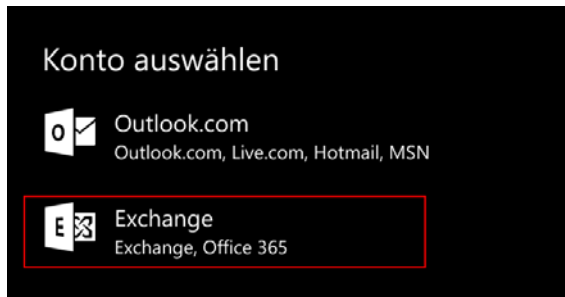 Konto auswählen
Outlook.com
Outlook.com, Live.com, Hotmail, MSN
Exchange
Exchange, Office 365